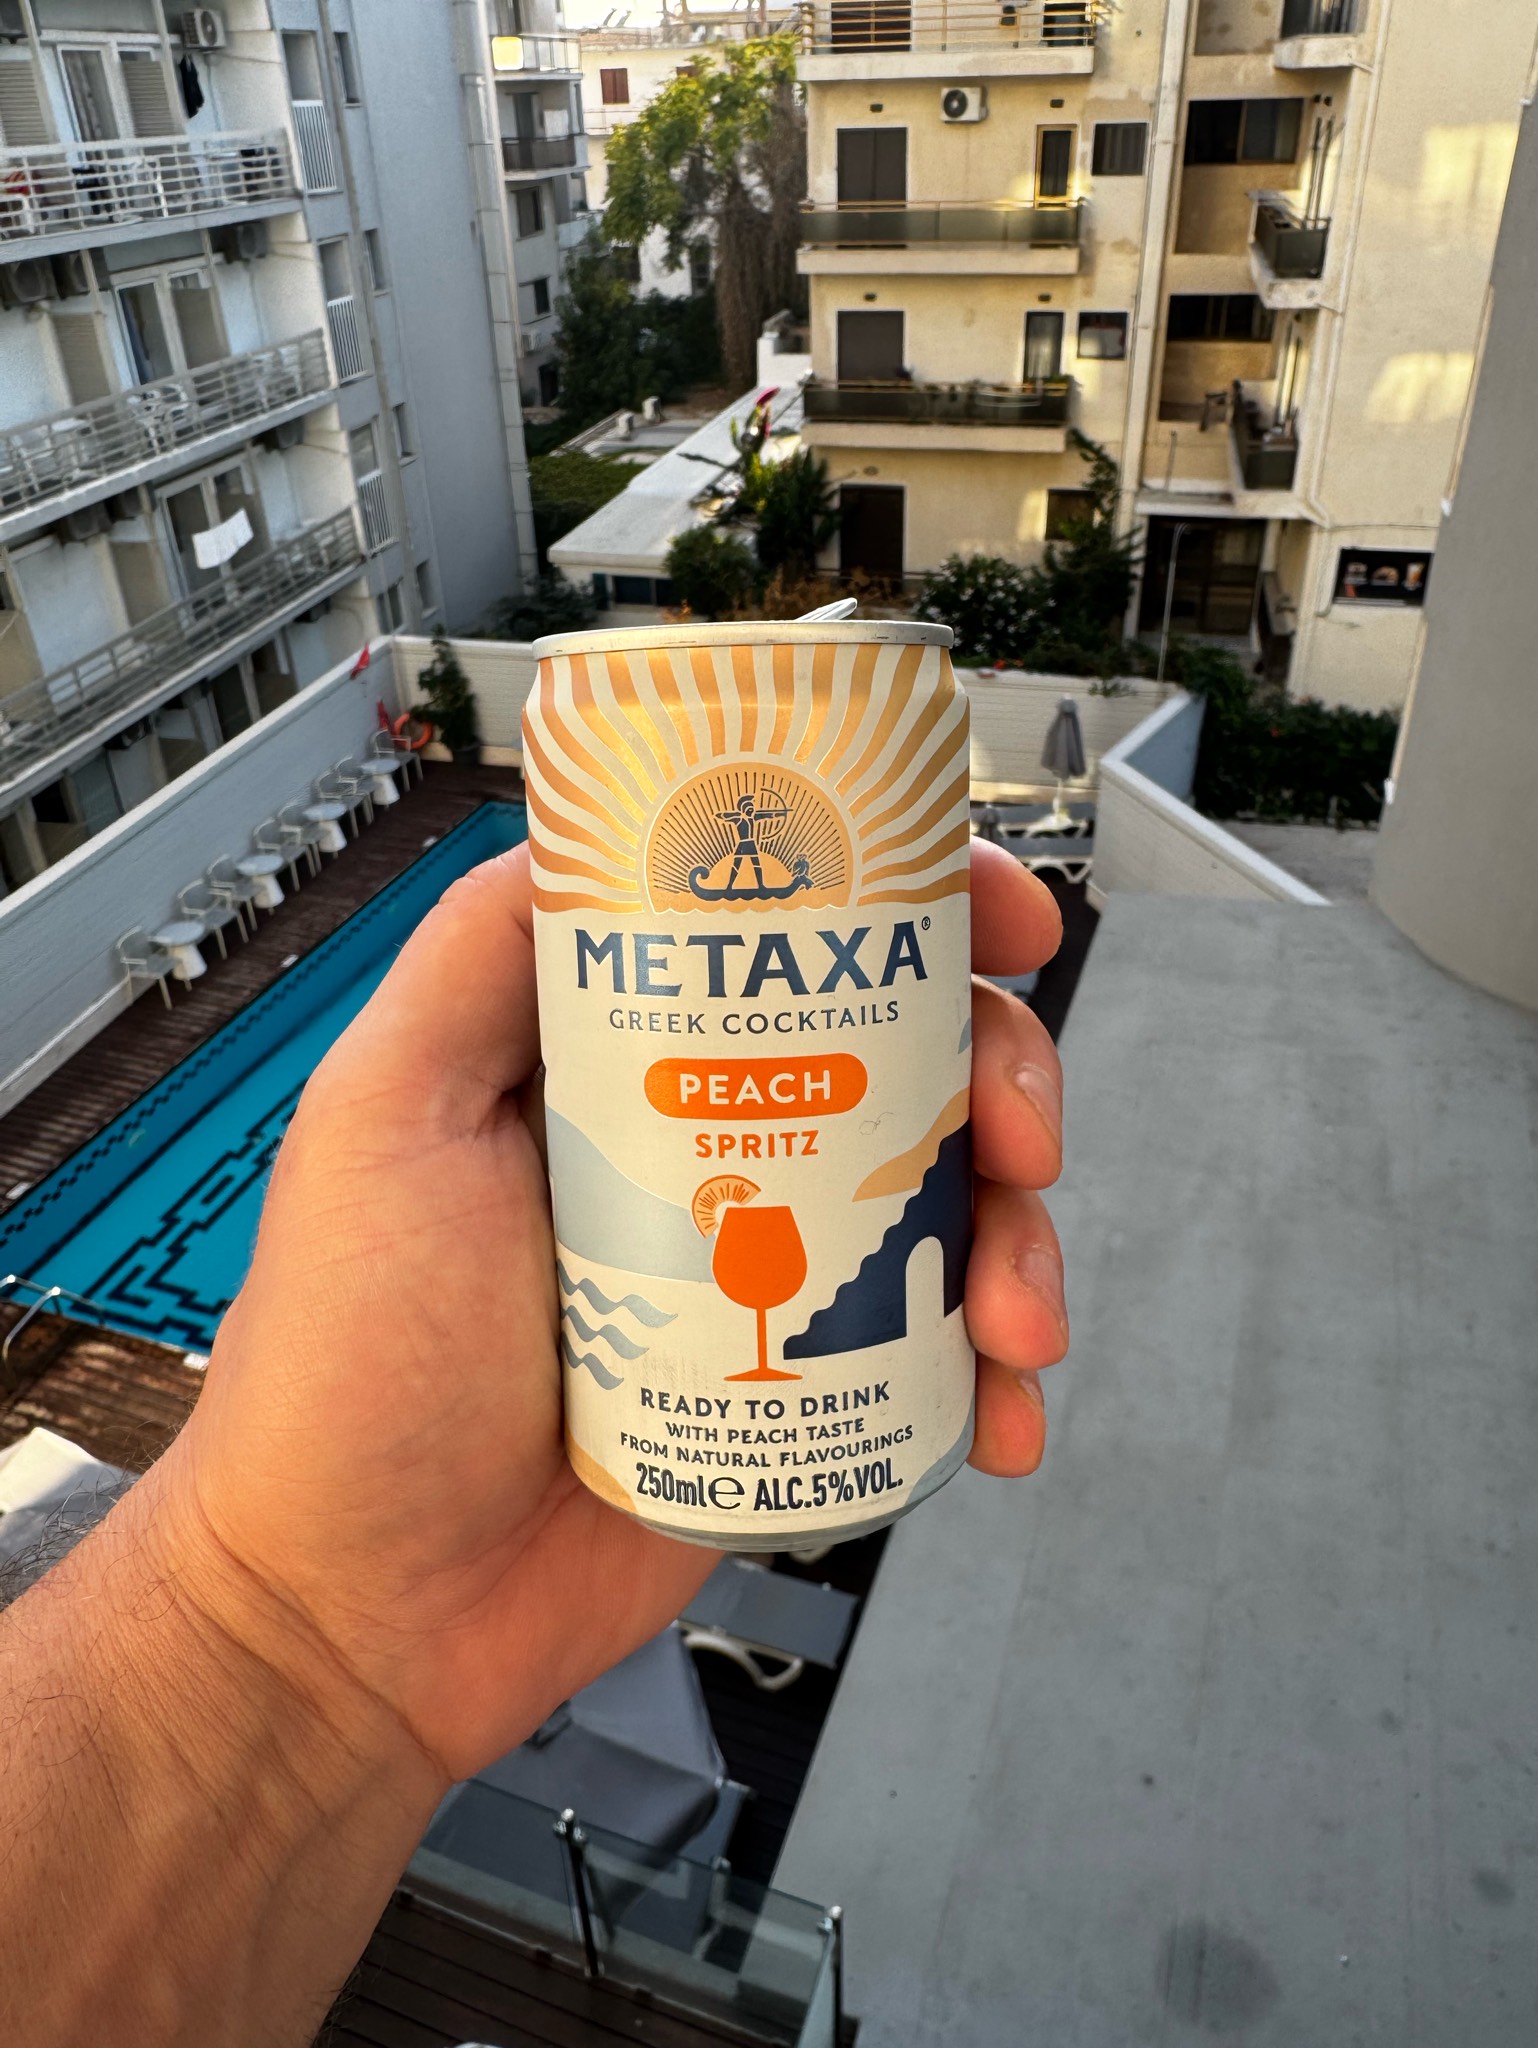 METAXA®
GREEK COCKTAILS
PEACH
SPRITZ
READY TO DRINK
WITH PEACH TASTE
FROM NATURAL FLAVOURINGS
250ml℮ ALC.5%VOL.